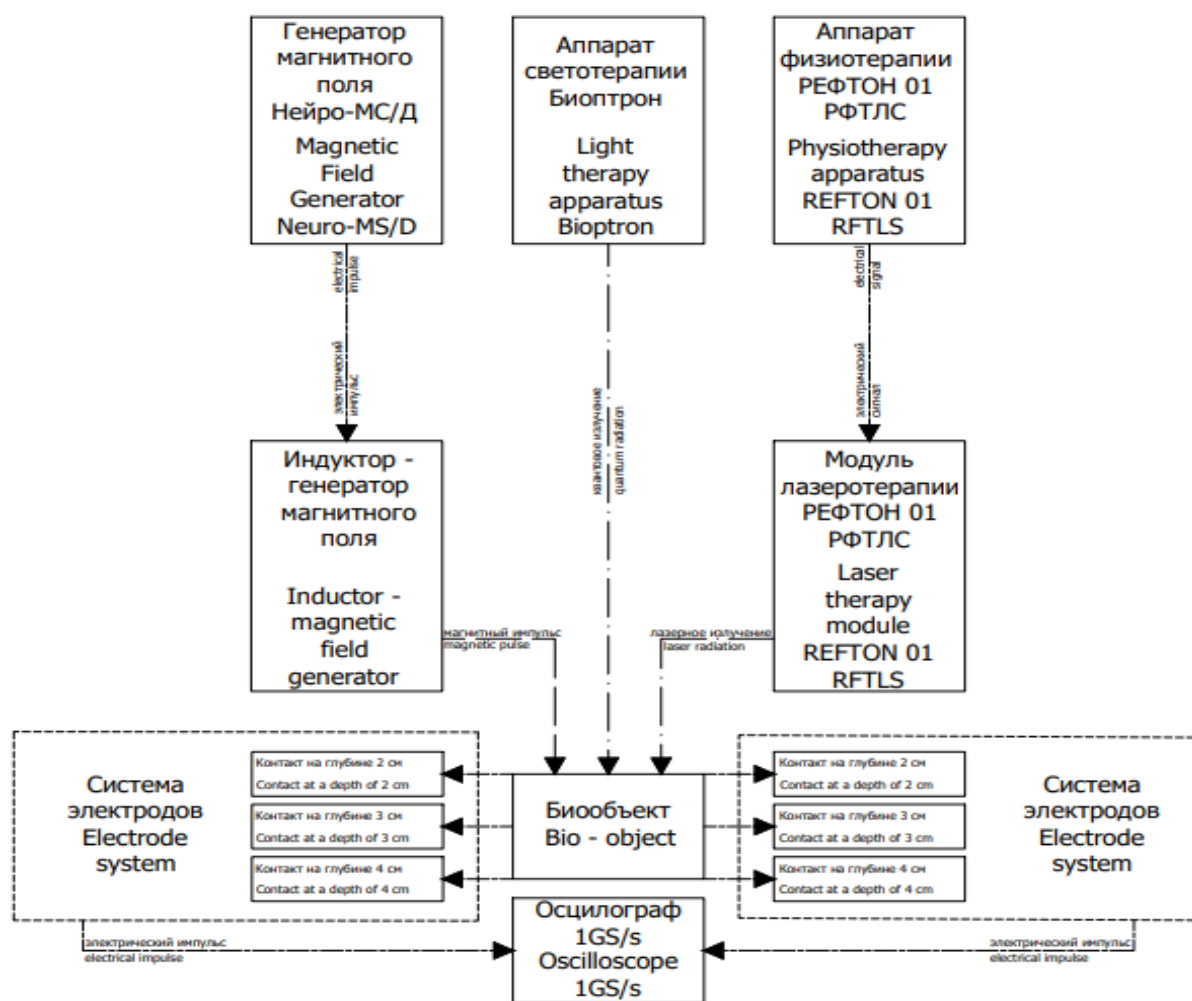 Генератор
магнитного
поля
Нейро-МС/Д
Magnetic
Field
Generator
Neuro-MS/D
Аппарат
светотерапии
Биоптрон
Light
therapy
apparatus
Bioptron
Аппарат
физиотерапии
РЕФТОН 01
РФТЛС
Physiotherapy
apparatus
REFTON 01
RFTLS
electrical
impulse
электрический
импульс
квантовое излучение
quantum radiation
electrical
signal
электрический
сигнал
Индуктор -
генератор
магнитного
поля
Inductor -
magnetic
field
generator
магнитный импульс
magnetic pulse
лазерное излучение
laser radiation
Модуль
лазеротерапии
РЕФТОН 01
РФТЛС
Laser
therapy
module
REFTON 01
RFTLS
Система
электродов
Electrode
system
Контакт на глубине 2 см
Contact at a depth of 2 cm
Контакт на глубине 3 см
Contact at a depth of 3 cm
Контакт на глубине 4 см
Contact at a depth of 4 cm
Биообъект
Bio - object
Контакт на глубине 2 см
Contact at a depth of 2 cm
Контакт на глубине 3 см
Contact at a depth of 3 cm
Контакт на глубине 4 см
Contact at a depth of 4 cm
Система
электродов
Electrode
system
электрический импульс
electrical impulse
Осцилограф
1GS/s
Oscilloscope
1GS/s
электрический импульс
electrical impulse